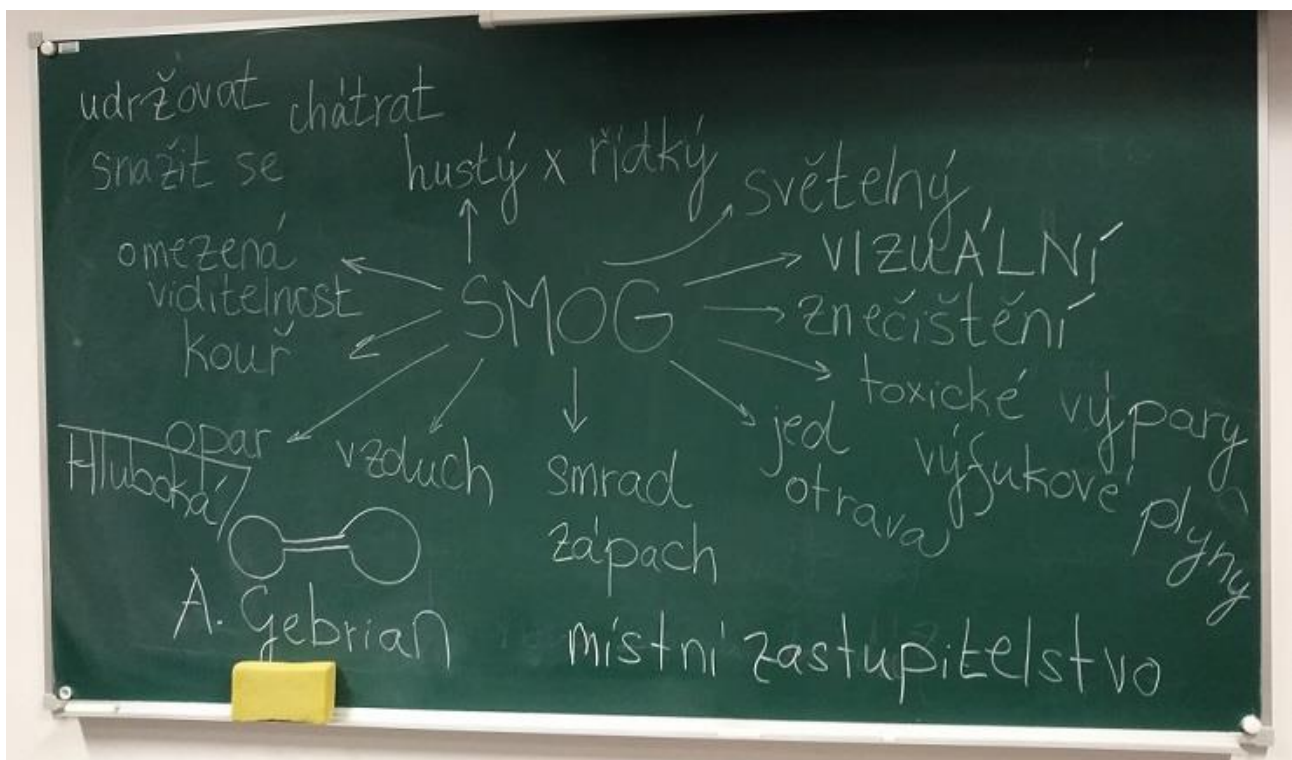 udržovat chátrat
snažit se
hustý x řídký
světelný
omezená
viditelnost
kouř
SMOG
VIZUÁLNÍ
znečištění
toxické výpary
výfukové
plyny
jed
otrava
opar
vzduch
smrad
zápach
Hluboká
A. Gebrian
místní zastupitelstvo